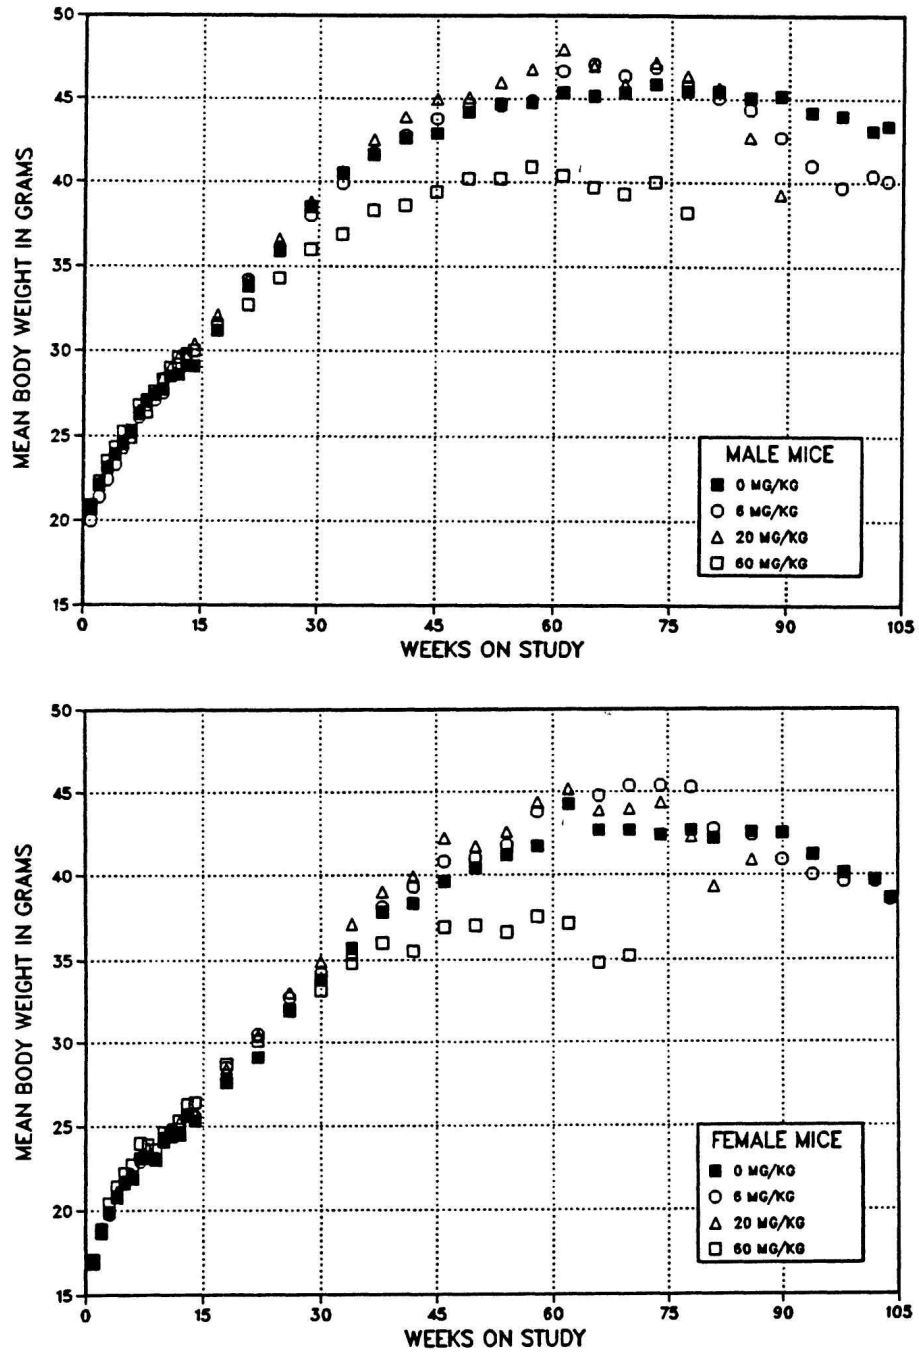 50
45
40
35
30
25
20
15
MEAN BODY WEIGHT IN GRAMS
MALE MICE
0 MG/KG
6 MG/KG
20 MG/KG
60 MG/KG
0 15 30 45 60 75 90 105
WEEKS ON STUDY
50
45
40
35
30
25
20
15
MEAN BODY WEIGHT IN GRAMS
FEMALE MICE
0 MG/KG
6 MG/KG
20 MG/KG
60 MG/KG
0 15 30 45 60 75 90 105
WEEKS ON STUDY